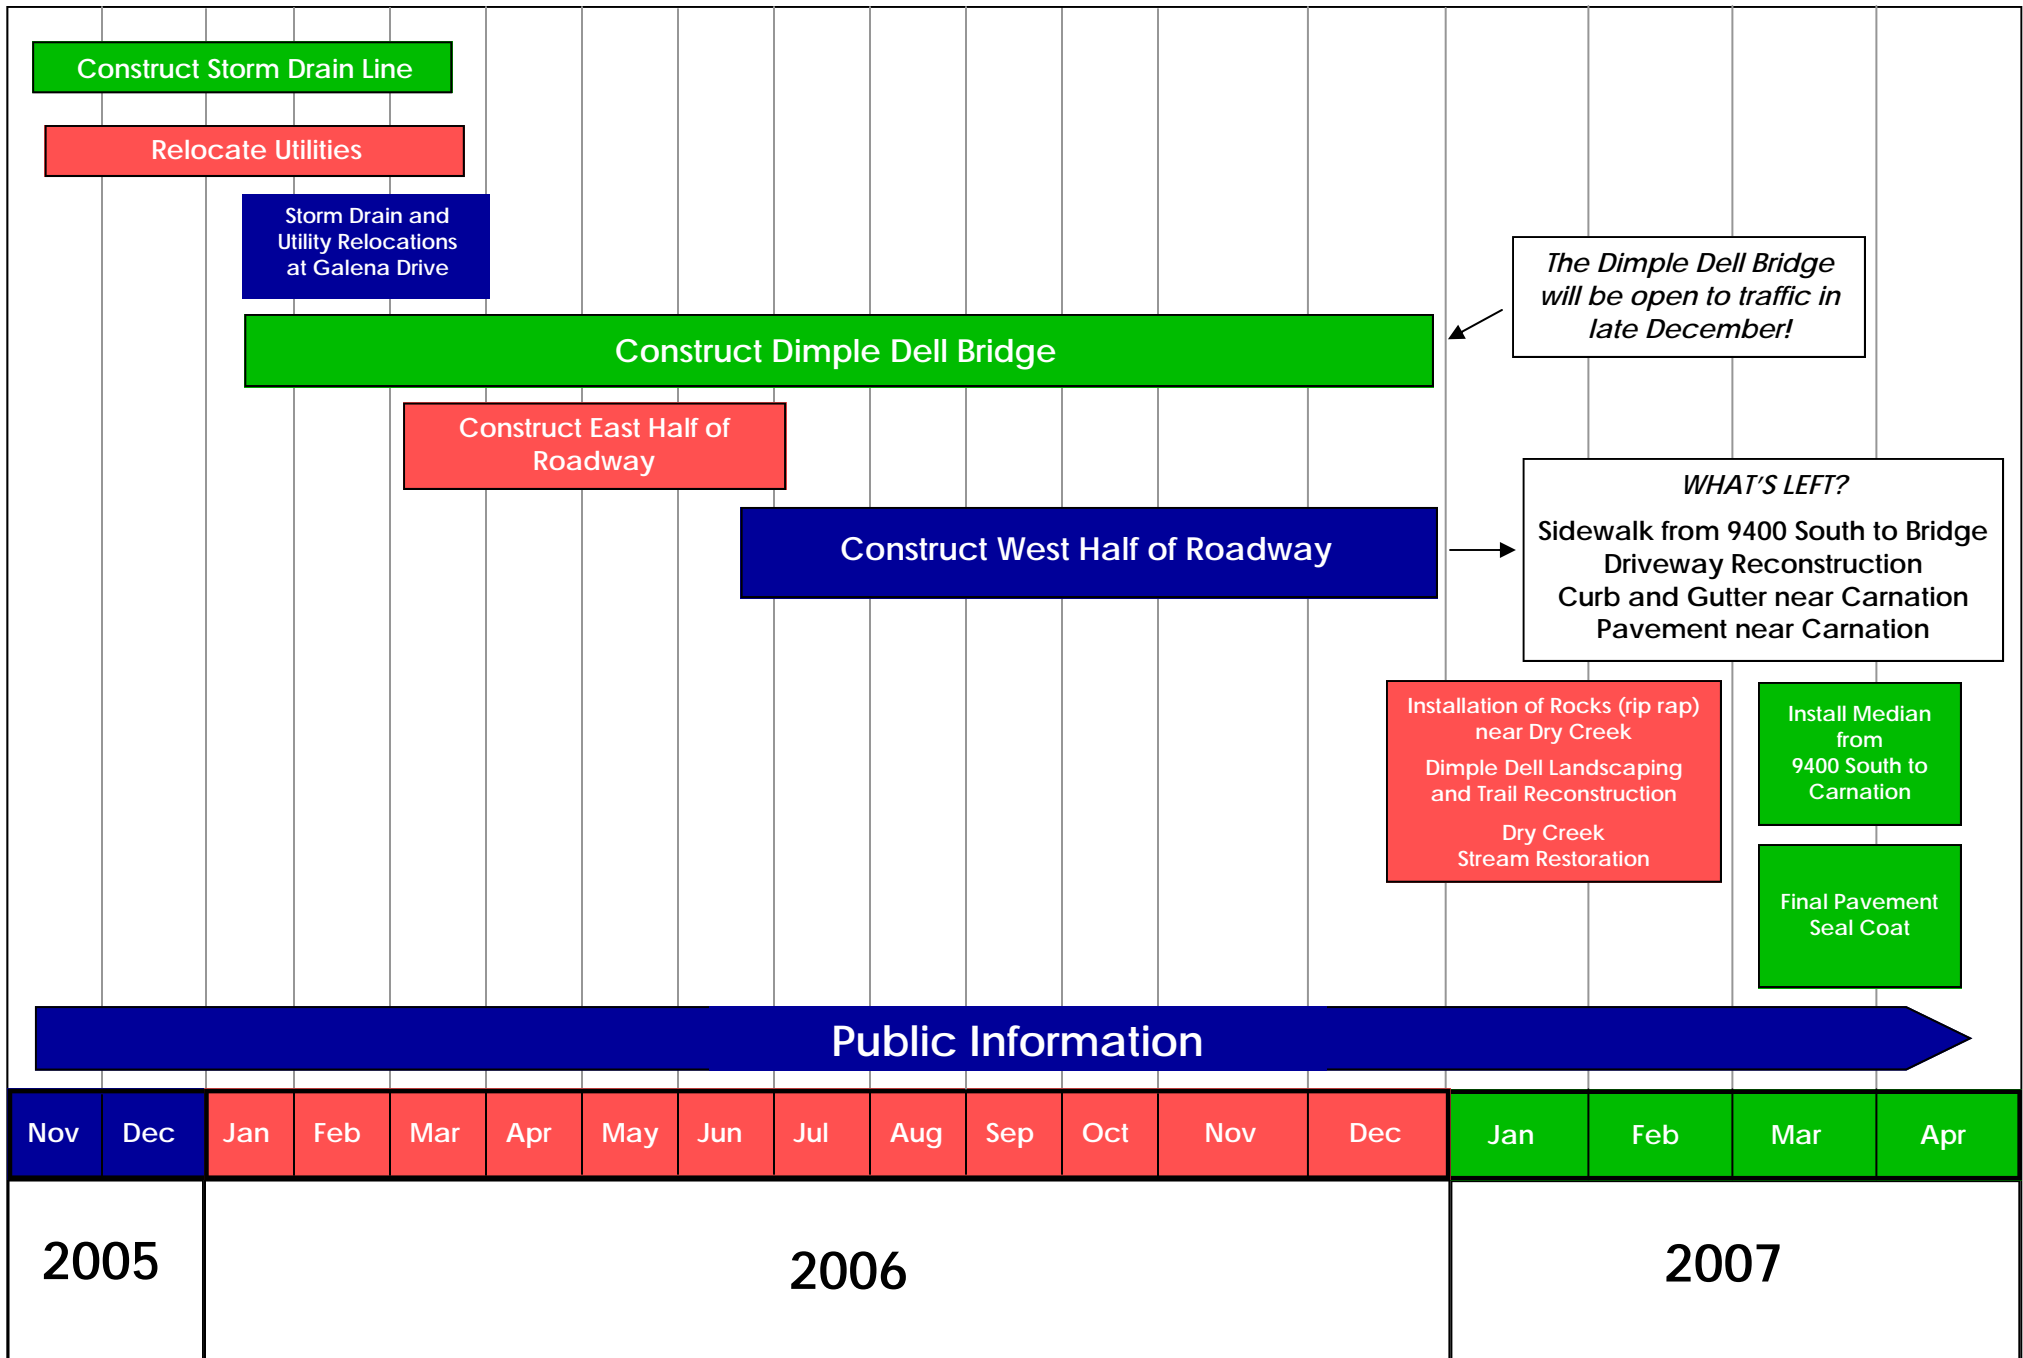 Construct Storm Drain Line
Relocate Utilities
Storm Drain and
Utility Relocations
at Galena Drive
The Dimple Dell Bridge
will be open to traffic in
late December!
Construct Dimple Dell Bridge
Construct East Half of
Roadway
WHAT'S LEFT?
Sidewalk from 9400 South to Bridge
Driveway Reconstruction
Curb and Gutter near Carnation
Pavement near Carnation
Construct West Half of Roadway
Installation of Rocks (rip rap)
near Dry Creek
Dimple Dell Landscaping
and Trail Reconstruction
Dry Creek
Stream Restoration
Install Median
from
9400 South to
Carnation
Final Pavement
Seal Coat
Public Information
Nov Dec Jan Feb Mar Apr May Jun Jul Aug Sep Oct Nov Dec Jan Feb Mar Apr
2005 2006 2007